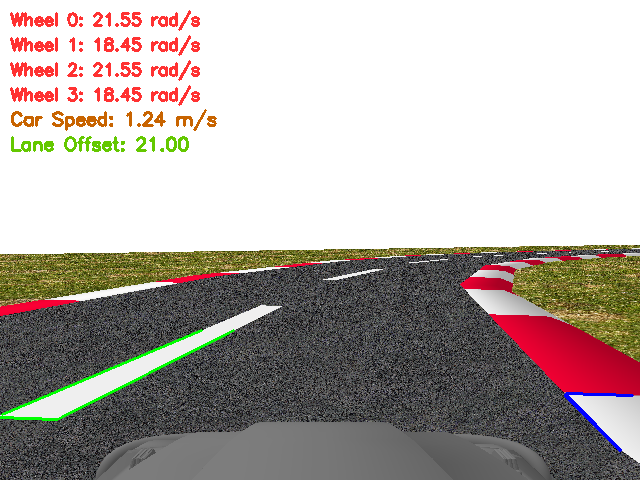 Wheel 0: 21.55 rad/s
Wheel 1: 18.45 rad/s
Wheel 2: 21.55 rad/s
Wheel 3: 18.45 rad/s
Car Speed: 1.24 m/s
Lane Offset: 21.00